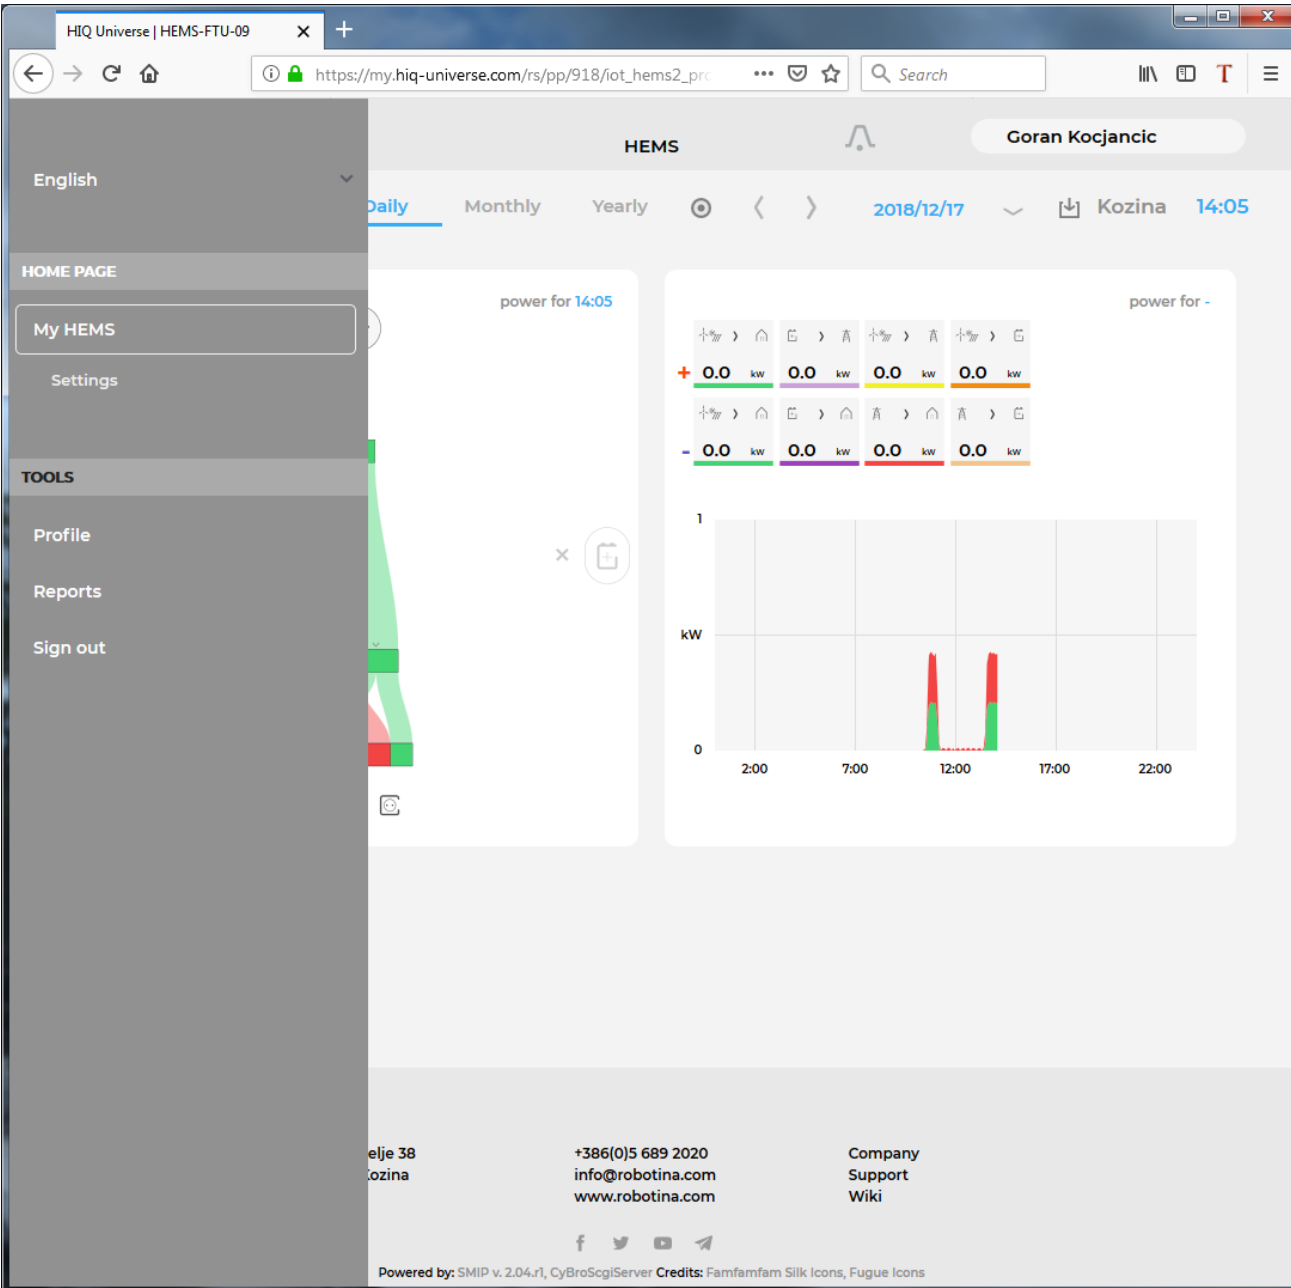 HIQ Universe | HEMS-FTU-09
https://my.hiq-universe.com/rs/pp/918/iot_hems2_pro
Search
HEMS
Goran Kocjancic
English
Daily Monthly Yearly 2018/12/17 Kozina 14:05
HOME PAGE
My HEMS
Settings
TOOLS
Profile
Reports
Sign out
power for 14:05
power for -
+ 0.0 kW 0.0 kW 0.0 kW 0.0 kW
- 0.0 kW 0.0 kW 0.0 kW 0.0 kW
1
kW
0
2:00 7:00 12:00 17:00 22:00
elje 38
ozina
+386(0)5 689 2020
info@robotina.com
www.robotina.com
Company
Support
Wiki
Powered by: SMIP v. 2.04.r1, CyBroScgiServer Credits: Famfamfam Silk Icons, Fugue Icons